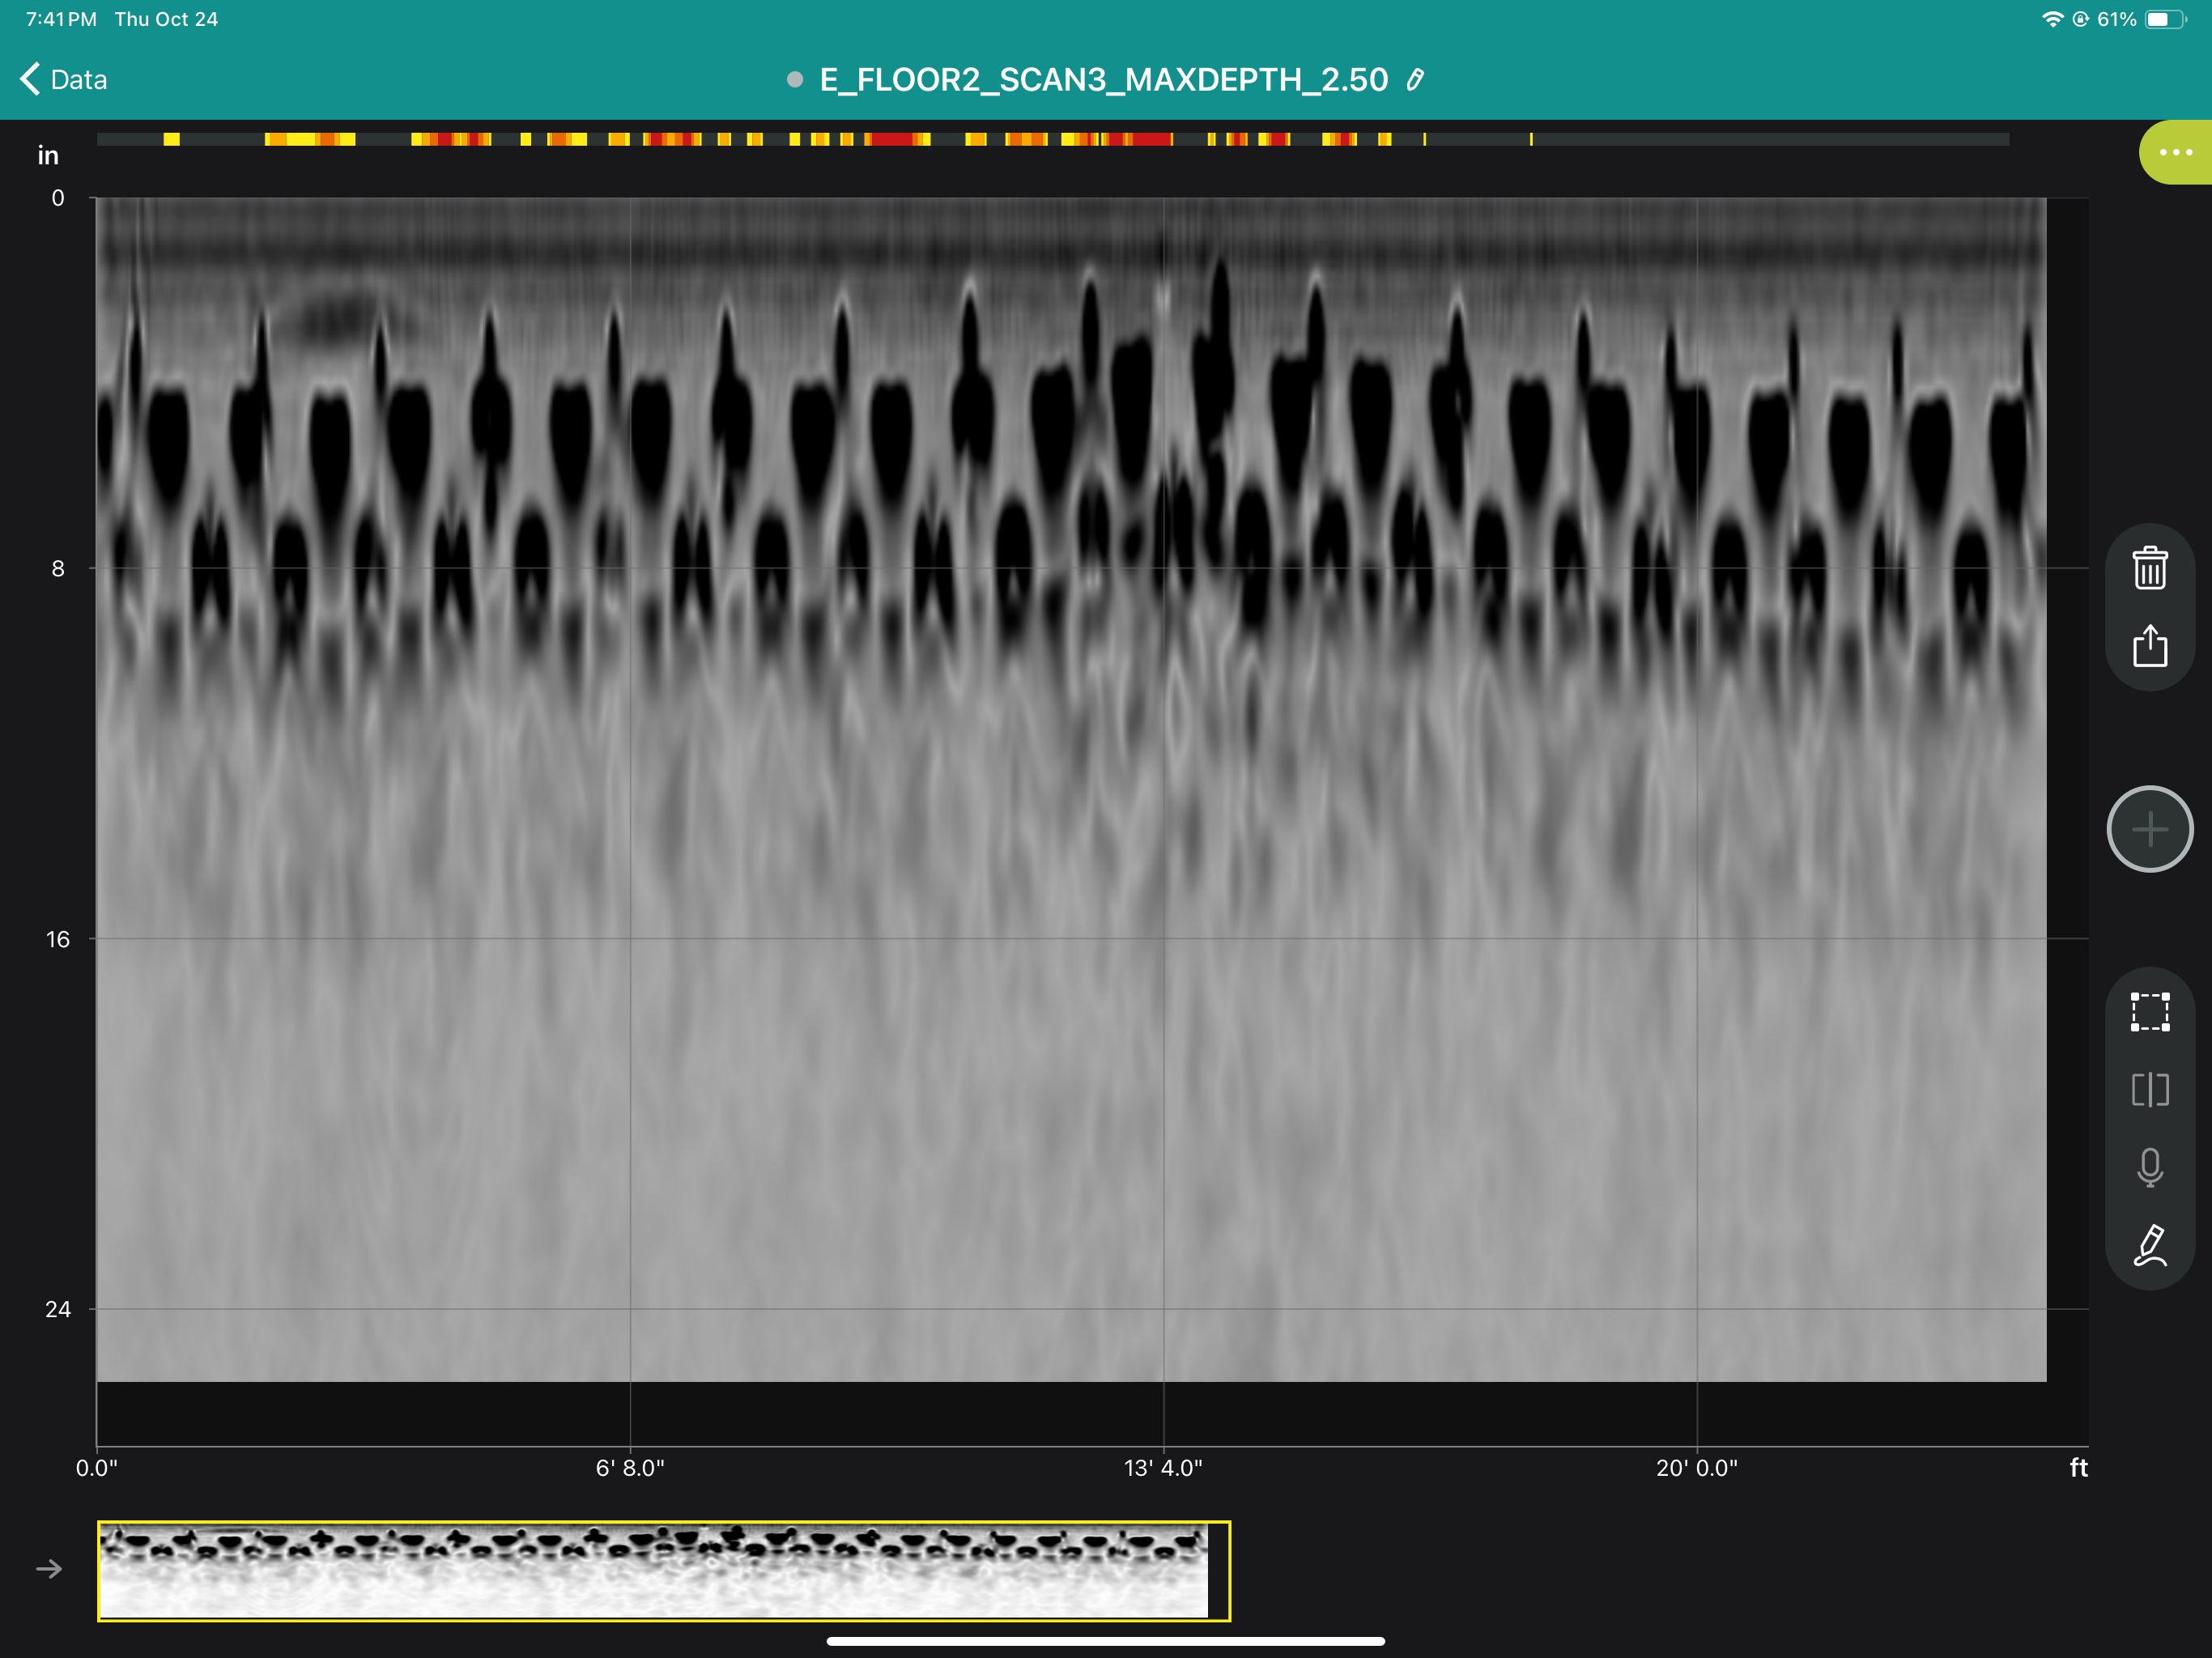 7:41 PM Thu Oct 24
61%
Data
E_FLOOR2_SCAN3_MAXDEPTH_2.50
in
0
8
16
24
0.0" 6' 8.0" 13' 4.0" 20' 0.0" ft